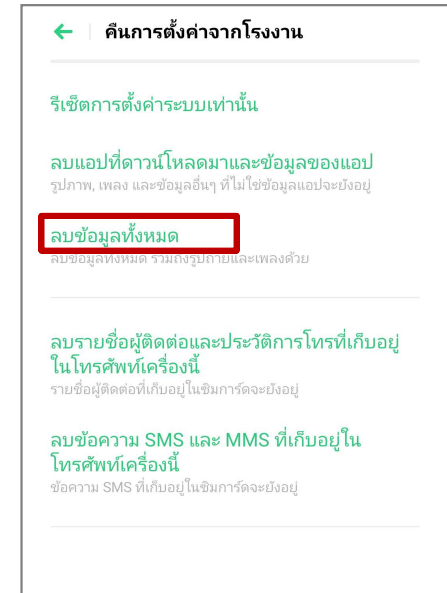 คืนการตั้งค่าจากโรงงาน
รีเซ็ตการตั้งค่าระบบเท่านั้น
ลบแอปที่ดาวน์โหลดมาและข้อมูลของแอป
รูปภาพ, เพลง และข้อมูลอื่นๆ ที่ไม่ใช่ข้อมูลแอปจะยังอยู่
ลบข้อมูลทั้งหมด
ลบข้อมูลทั้งหมด รวมถึงรูปถ่ายและเพลงด้วย
ลบรายชื่อผู้ติดต่อและประวัติการโทรที่เก็บอยู่
ในโทรศัพท์เครื่องนี้
รายชื่อผู้ติดต่อที่เก็บอยู่ในซิมการ์ดจะยังอยู่
ลบข้อความ SMS และ MMS ที่เก็บอยู่ใน
โทรศัพท์เครื่องนี้
ข้อความ SMS ที่เก็บอยู่ในซิมการ์ดจะยังอยู่